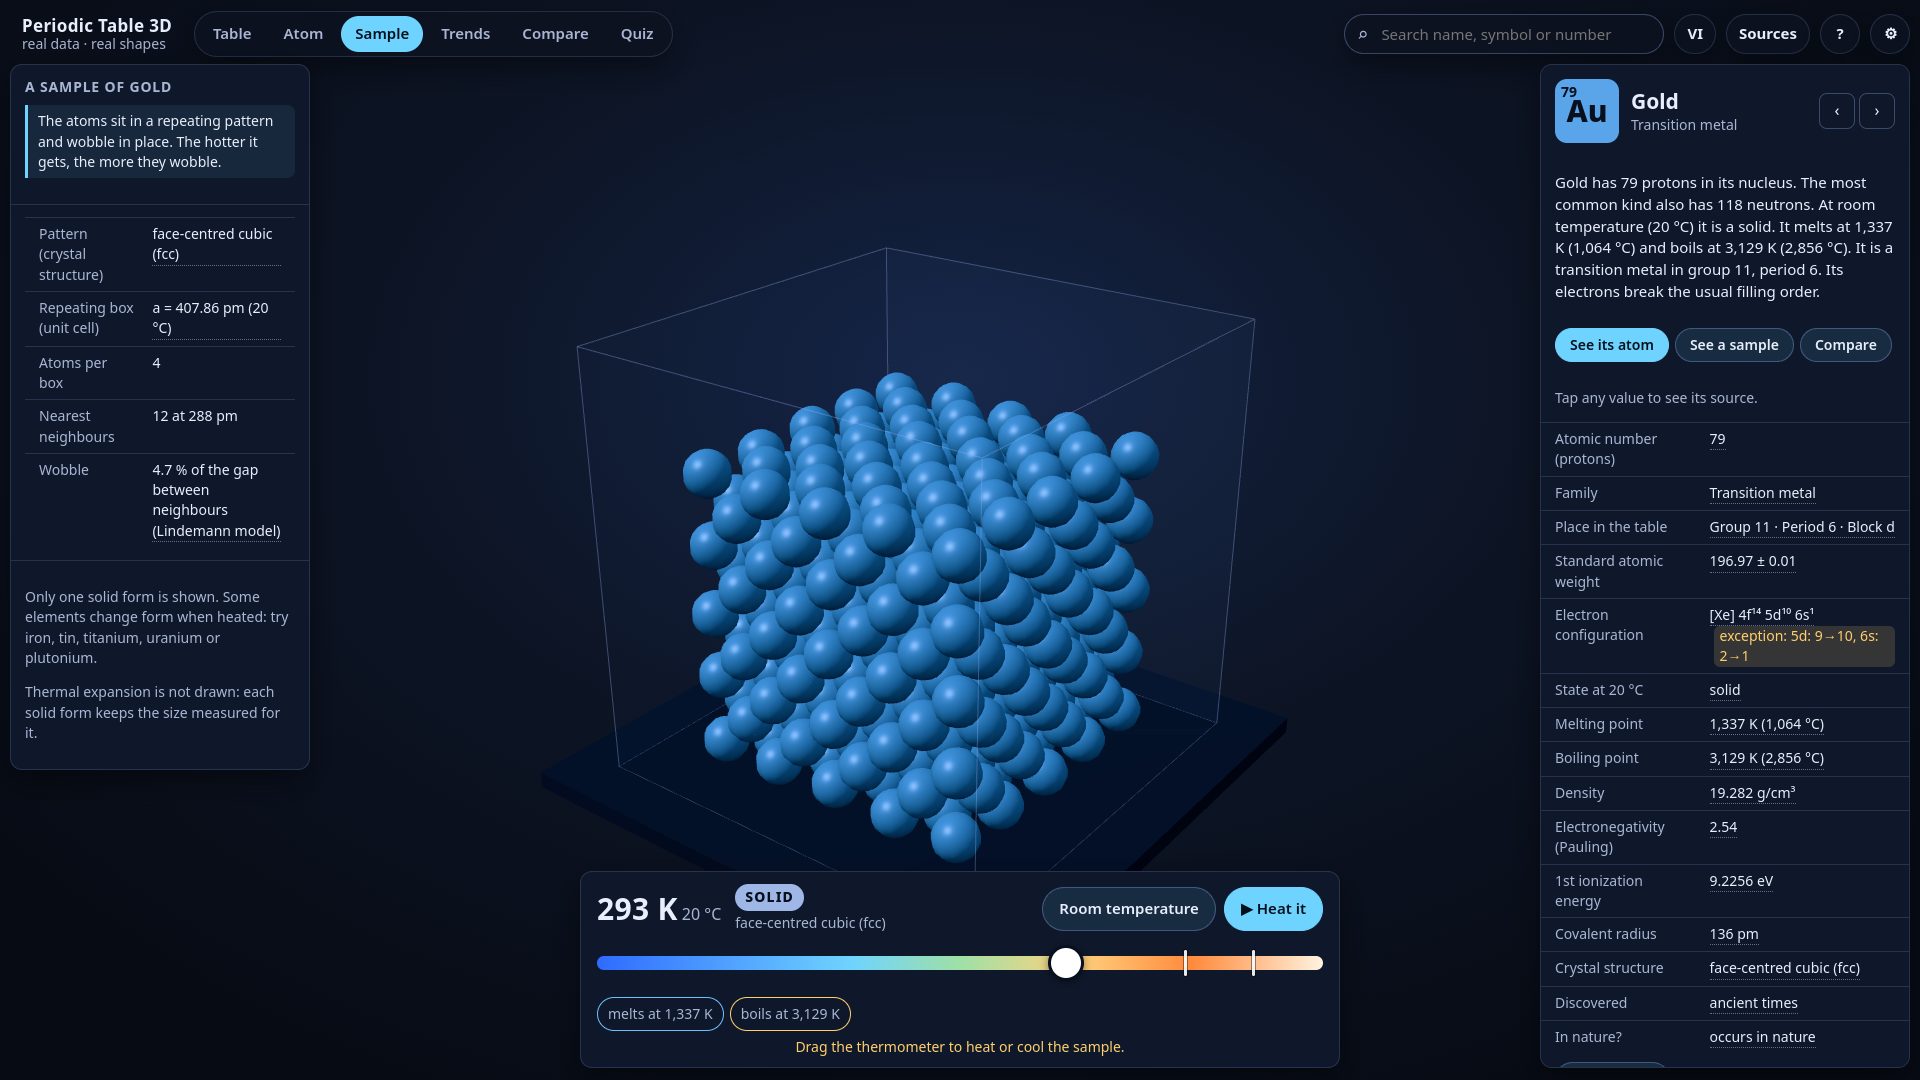 Periodic Table 3D
real data · real shapes
Table
Atom
Sample
Trends
Compare
Quiz
Search name, symbol or number
VI
Sources
?
A SAMPLE OF GOLD
The atoms sit in a repeating pattern
and wobble in place. The hotter it
gets, the more they wobble.
Pattern
(crystal
structure)
face-centred cubic
(fcc)
Repeating box
(unit cell)
a = 407.86 pm (20
°C)
Atoms per
box
4
Nearest
neighbours
12 at 288 pm
Wobble
4.7 % of the gap
between
neighbours
(Lindemann model)
Only one solid form is shown. Some
elements change form when heated: try
iron, tin, titanium, uranium or
plutonium.
Thermal expansion is not drawn: each
solid form keeps the size measured for
it.
293 K 20 °C
SOLID
face-centred cubic (fcc)
Room temperature
▶ Heat it
melts at 1,337 K
boils at 3,129 K
Drag the thermometer to heat or cool the sample.
79
Au
Gold
Transition metal
‹
›
Gold has 79 protons in its nucleus. The most
common kind also has 118 neutrons. At room
temperature (20 °C) it is a solid. It melts at 1,337
K (1,064 °C) and boils at 3,129 K (2,856 °C). It is a
transition metal in group 11, period 6. Its
electrons break the usual filling order.
See its atom
See a sample
Compare
Tap any value to see its source.
Atomic number
(protons)
79
Family
Transition metal
Place in the table
Group 11 · Period 6 · Block d
Standard atomic
weight
196.97 ± 0.01
Electron
configuration
[Xe] 4f¹⁴ 5d¹⁰ 6s¹
exception: 5d: 9→10, 6s:
2→1
State at 20 °C
solid
Melting point
1,337 K (1,064 °C)
Boiling point
3,129 K (2,856 °C)
Density
19.282 g/cm³
Electronegativity
(Pauling)
2.54
1st ionization
energy
9.2256 eV
Covalent radius
136 pm
Crystal structure
face-centred cubic (fcc)
Discovered
ancient times
In nature?
occurs in nature